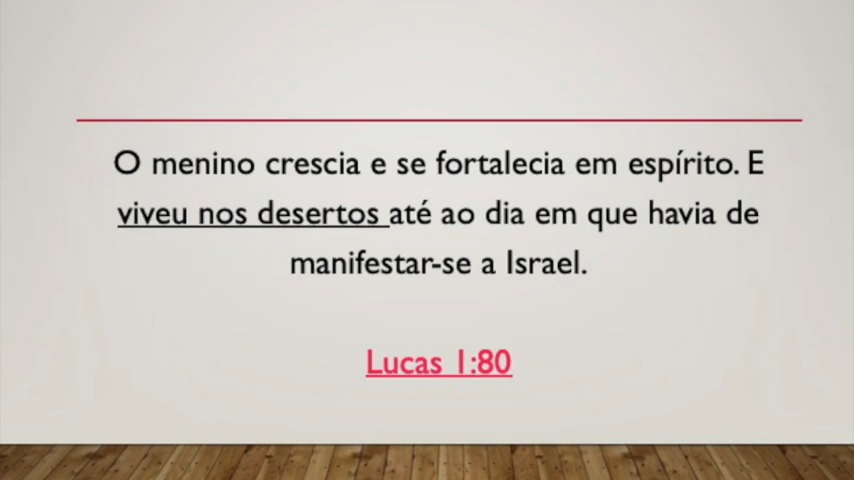 O menino crescia e se fortalecia em espírito. E
viveu nos desertos até ao dia em que havia de
manifestar-se a Israel.
Lucas 1:80